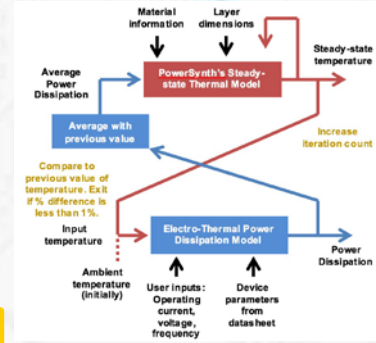 Material
information
Layer
dimensions
Average
Power
Dissipation
PowerSynth's Steady-
state Thermal Model
Steady-state
temperature
Average with
previous value
Increase
iteration count
Compare to
previous value of
temperature. Exit
if % difference is
less than 1%.
Input
temperature
Electro-Thermal Power
Dissipation Model
Power
Dissipation
Ambient
temperature
(initially)
User inputs:
Operating
current,
voltage,
frequency
Device
parameters
from
datasheet